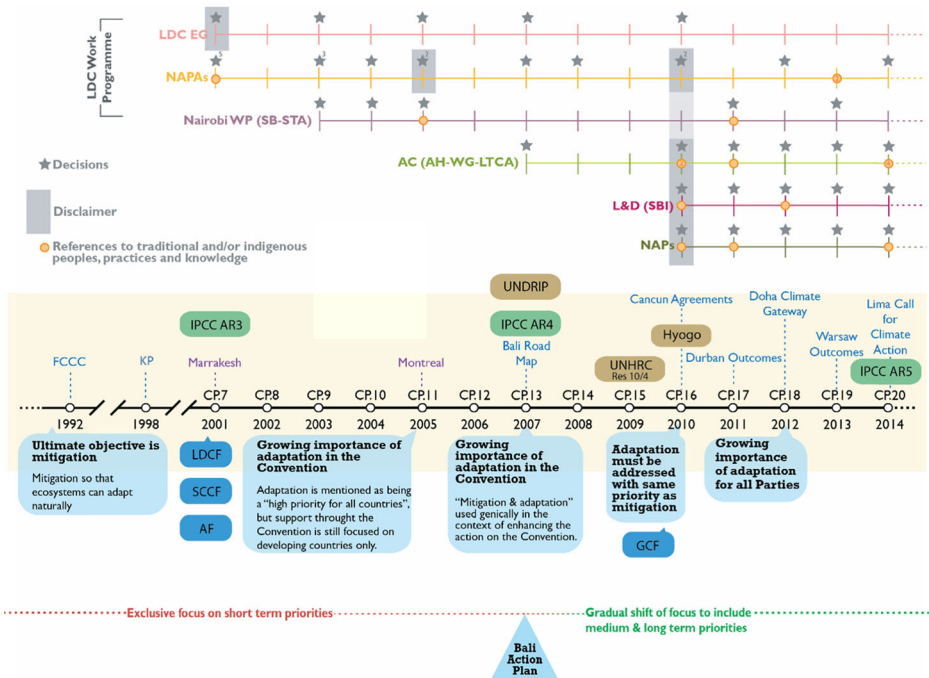 LDC Work
Programme
LDC EG
5
3
2
2
NAPAs
3
Nairobi WP (SB-STA)
AC (AH-WG-LTCA)
2
4
L&D (SBI)
NAPs
Decisions
Disclaimer
References to traditional and/or indigenous
peoples, practices and knowledge
UNDRIP
IPCC AR3
IPCC AR4
Cancun Agreements
Hyogo
Doha Climate
Gateway
Lima Call
for
Climate
Action
FCCC
KP
Marrakesh
Montreal
Bali Road
Map
UNHRC
Res 10/4
Durban Outcomes
Warsaw
Outcomes
IPCC AR5
CP.7
CP.8
CP.9
CP.10
CP.11
CP.12
CP.13
CP.14
CP.15
CP.16
CP.17
CP.18
CP.19
CP.20
1992
1998
2001
2002
2003
2004
2005
2006
2007
2008
2009
2010
2011
2012
2013
2014
Ultimate objective is
mitigation
Mitigation so that
ecosystems can adapt
naturally
LDCF
SCCF
AF
Growing importance of
adaptation in the
Convention
Adaptation is mentioned as being
a “high priority for all countries”,
but support throught the
Convention is still focused on
developing countries only.
Growing
importance of
adaptation in the
Convention
“Mitigation & adaptation”
used genically in the
context of enhancing the
action on the Convention.
Adaptation
must be
addressed
with same
priority as
mitigation
GCF
Growing
importance
of adaptation
for all Parties
Exclusive focus on short term priorities
Gradual shift of focus to include
medium & long term priorities
Bali
Action
Plan